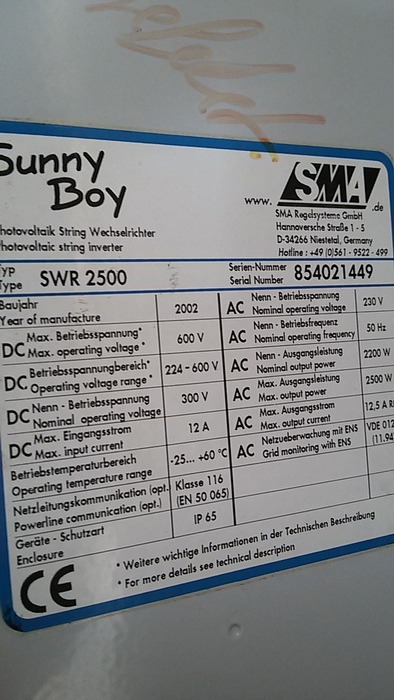 Sunny
Boy
www. SMA .de
SMA Regelsysteme GmbH
Hannoversche Straße 1 - 5
D-34266 Niestetal, Germany
Hotline : +49 (0)561 - 9522 - 499
hotovoltaik String Wechselrichter
hotovoltaic string inverter
Typ
Type SWR 2500
Serien-Nummer
Serial Number 854021449
Baujahr
Year of manufacture 2002
DC Max. Betriebsspannung*
Max. operating voltage* 600 V
DC Betriebsspannungbereich*
Operating voltage range* 224 - 600 V
DC Nenn - Betriebsspannung
Nominal operating voltage 300 V
DC Max. Eingangsstrom
Max. input current 12 A
Betriebstemperaturbereich
Operating temperature range -25... +60 °C
Netzleitungskommunikation (opt.)
Powerline communication (opt.) Klasse 116
(EN 50 065)
Geräte - Schutzart
Enclosure IP 65
AC Nenn - Betriebsspannung
Nominal operating voltage 230 V
AC Nenn - Betriebsfrequenz
Nominal operating frequency 50 Hz
AC Nenn - Ausgangsleistung
Nominal output power 2200 W
AC Max. Ausgangsleistung
Max. output power 2500 W
AC Max. Ausgangsstrom
Max. output current 12,5 A
AC Netzueberwachung mit ENS
Grid monitoring with ENS VDE 012
(11.94
CE
* Weitere wichtige Informationen in der Technischen Beschreibung
* For more details see technical description